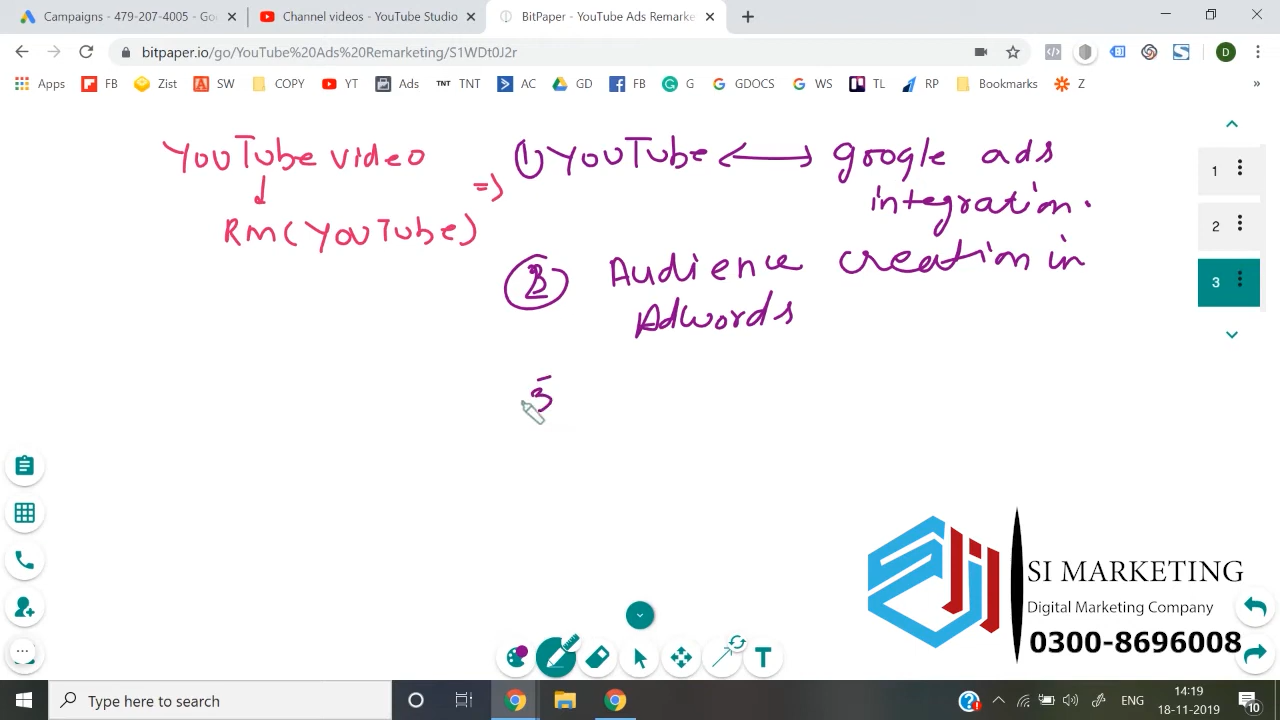 Campaigns - 479-207-4005 - Go
Channel videos - YouTube Studio
BitPaper - YouTube Ads Remarke
bitpaper.io/go/YouTube%20Ads%20Remarketing/S1WDt0J2r
D
Apps FB Zist SW COPY YT Ads TNT TNT AC GD FB G GDOCS WS TL RP Bookmarks Z »
YouTube video
Rm (YouTube)
=>
1) YouTube <-> google ads
integration.
2 Audience creation in
Adwords
3
1
2
3
SI MARKETING
Digital Marketing Company
0300-8696008
T
Type here to search
ENG
14:19
18-11-2019
10